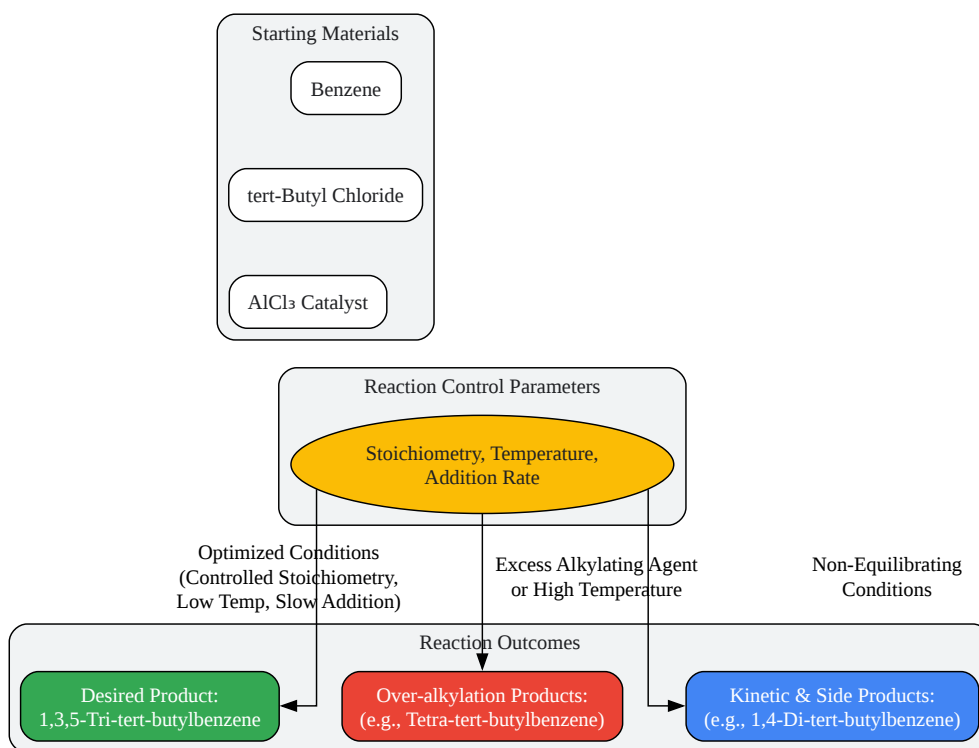 Starting Materials
Benzene
tert-Butyl Chloride
AlCl₃ Catalyst
Reaction Control Parameters
Stoichiometry, Temperature,
Addition Rate
Optimized Conditions
(Controlled Stoichiometry,
Low Temp, Slow Addition)
Excess Alkylating Agent
or High Temperature
Non-Equilibrating
Conditions
Reaction Outcomes
Desired Product:
1,3,5-Tri-tert-butylbenzene
Over-alkylation Products:
(e.g., Tetra-tert-butylbenzene)
Kinetic & Side Products:
(e.g., 1,4-Di-tert-butylbenzene)